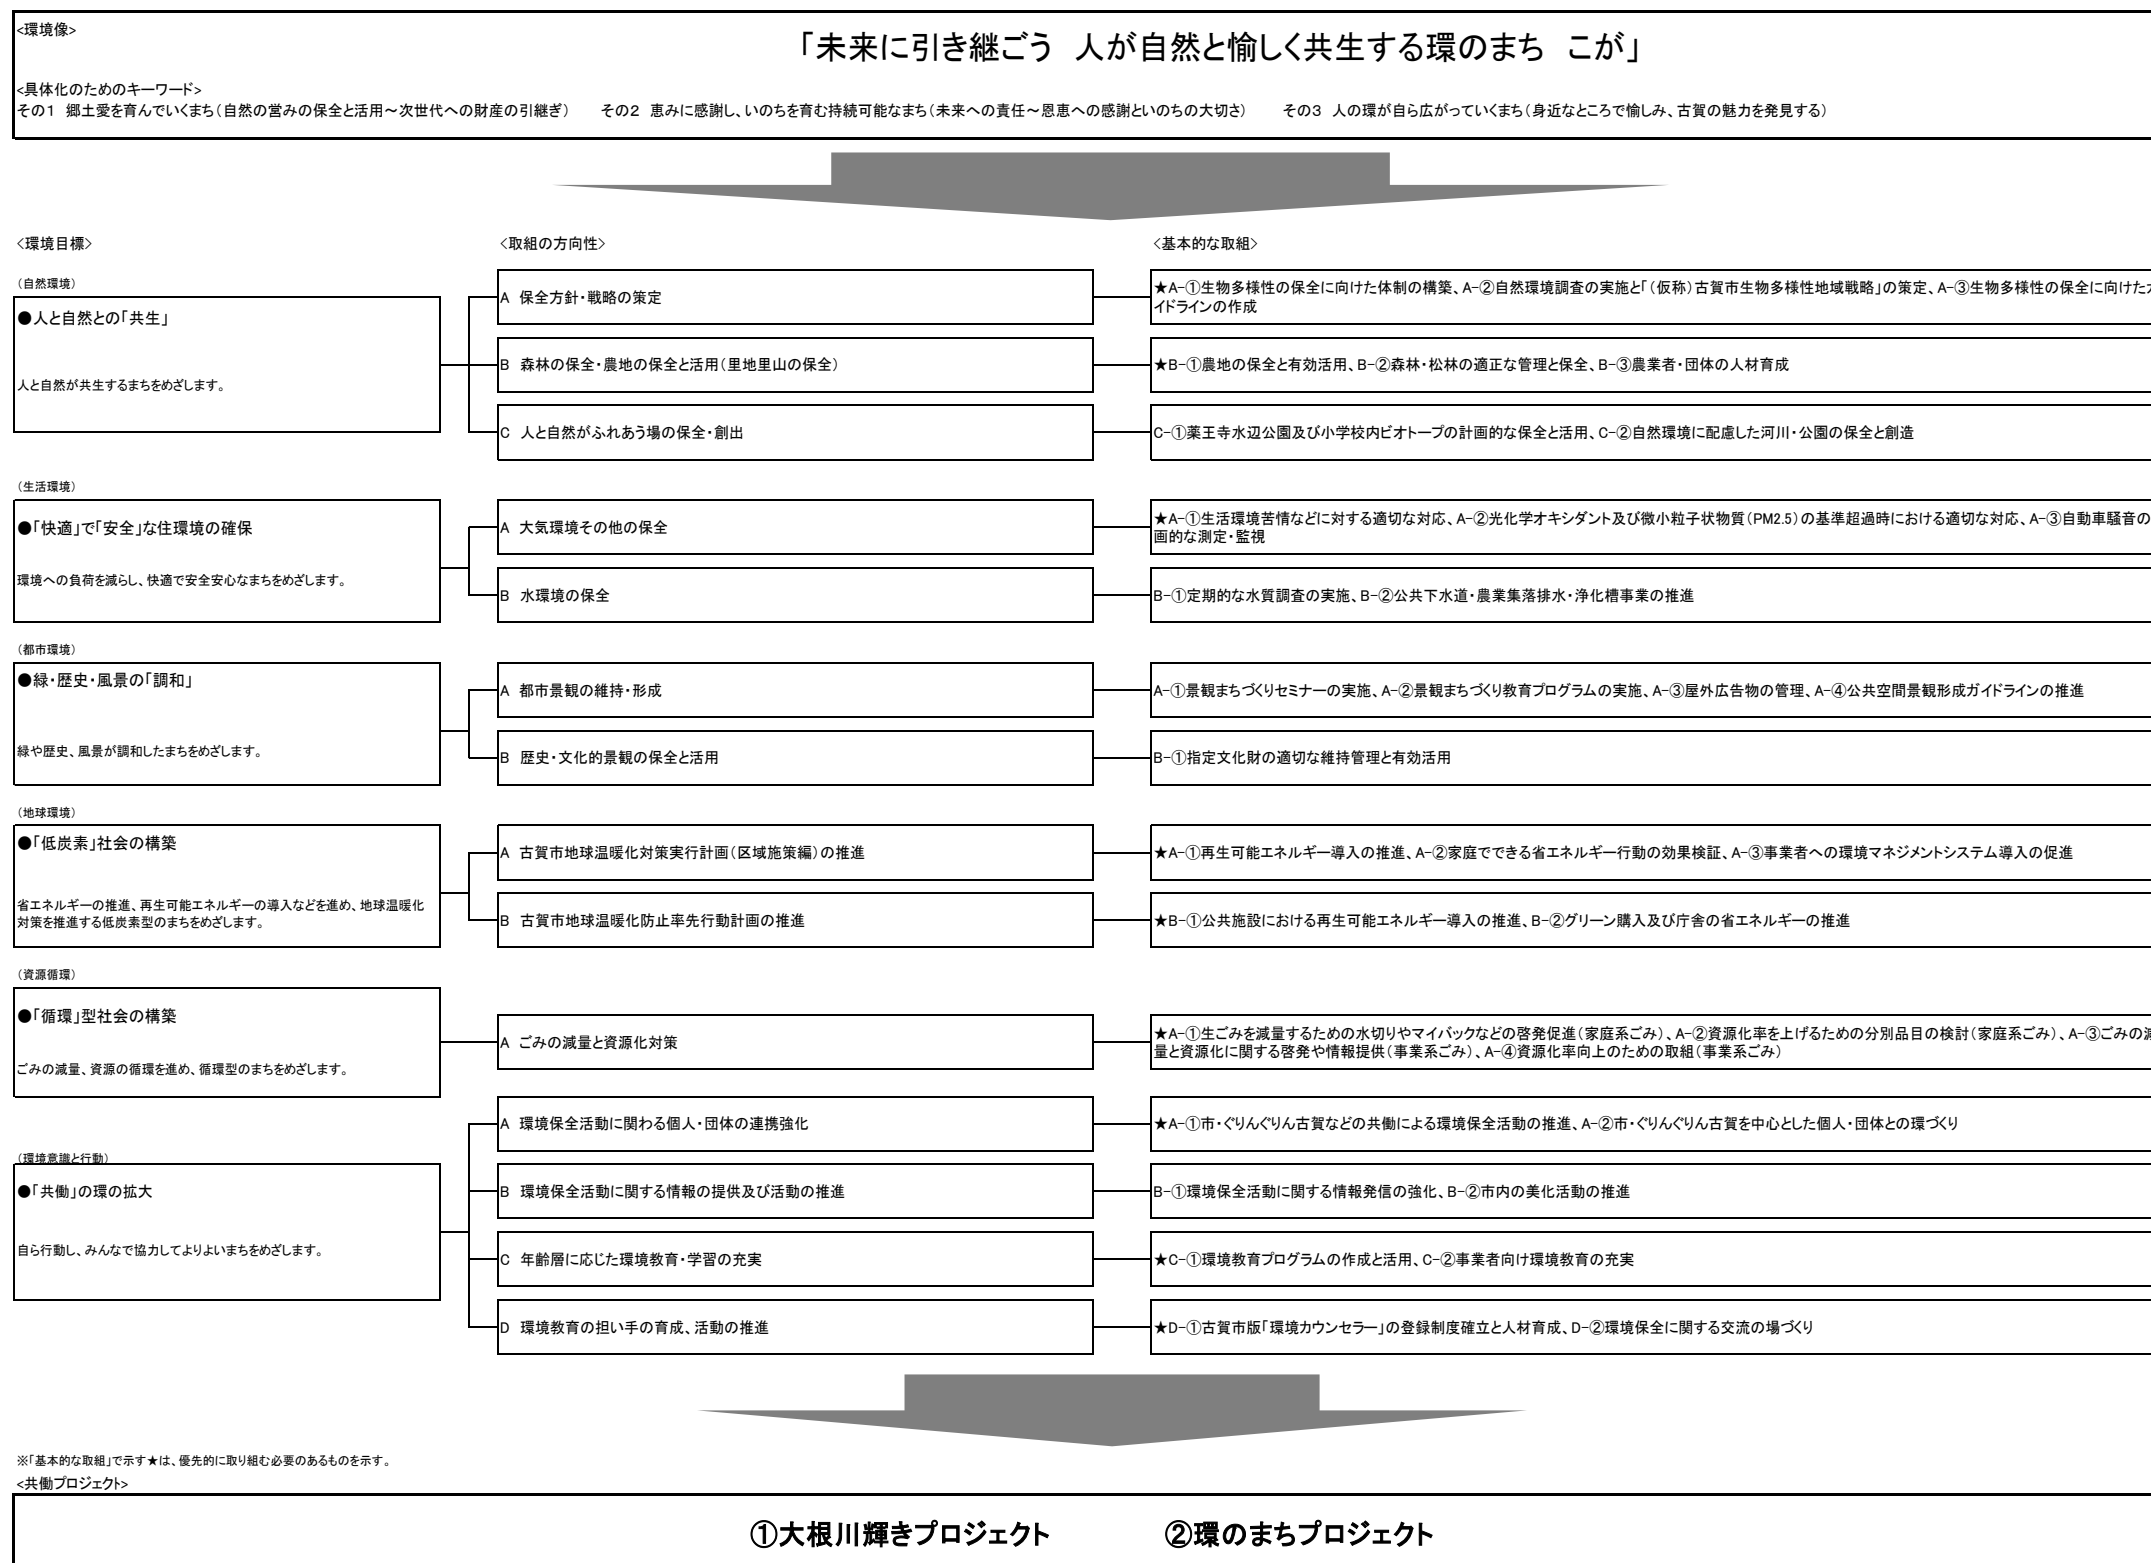 <環境像>
「未来に引き継ごう　人が自然と愉しく共生する環のまち　こが」
<具体化のためのキーワード>
その１　郷土愛を育んでいくまち（自然の営みの保全と活用～次世代への財産の引継ぎ）　その２　恵みに感謝し、いのちを育む持続可能なまち（未来への責任～恩恵への感謝といのちの大切さ）　その３　人の環が自ら広がっていくまち（身近なところで愉しみ、古賀の魅力を発見する）
<環境目標>
<取組の方向性>
<基本的な取組>
（自然環境）
●人と自然との「共生」
人と自然が共生するまちをめざします。
A　保全方針・戦略の策定
★A-①生物多様性の保全に向けた体制の構築、A-②自然環境調査の実施と「（仮称）古賀市生物多様性地域戦略」の策定、A-③生物多様性の保全に向けた
イドラインの作成
B　森林の保全・農地の保全と活用（里地里山の保全）
★B-①農地の保全と有効活用、B-②森林・松林の適正な管理と保全、B-③農業者・団体の人材育成
C　人と自然がふれあう場の保全・創出
C-①薬王寺水辺公園及び小学校内ビオトープの計画的な保全と活用、C-②自然環境に配慮した河川・公園の保全と創造
（生活環境）
●「快適」で「安全」な住環境の確保
環境への負荷を減らし、快適で安全安心なまちをめざします。
A　大気環境その他の保全
★A-①生活環境苦情などに対する適切な対応、A-②光化学オキシダント及び微小粒子状物質（PM2.5）の基準超過時における適切な対応、A-③自動車騒音の
画的な測定・監視
B　水環境の保全
B-①定期的な水質調査の実施、B-②公共下水道・農業集落排水・浄化槽事業の推進
（都市環境）
●緑・歴史・風景の「調和」
緑や歴史、風景が調和したまちをめざします。
A　都市景観の維持・形成
A-①景観まちづくりセミナーの実施、A-②景観まちづくり教育プログラムの実施、A-③屋外広告物の管理、A-④公共空間景観形成ガイドラインの推進
B　歴史・文化的景観の保全と活用
B-①指定文化財の適切な維持管理と有効活用
（地球環境）
●「低炭素」社会の構築
省エネルギーの推進、再生可能エネルギーの導入などを進め、地球温暖化
対策を推進する低炭素型のまちをめざします。
A　古賀市地球温暖化対策実行計画（区域施策編）の推進
★A-①再生可能エネルギー導入の推進、A-②家庭でできる省エネルギー行動の効果検証、A-③事業者への環境マネジメントシステム導入の促進
B　古賀市地球温暖化防止率先行動計画の推進
★B-①公共施設における再生可能エネルギー導入の推進、B-②グリーン購入及び庁舎の省エネルギーの推進
（資源循環）
●「循環」型社会の構築
ごみの減量、資源の循環を進め、循環型のまちをめざします。
A　ごみの減量と資源化対策
★A-①生ごみを減量するための水切りやマイバックなどの啓発促進（家庭系ごみ）、A-②資源化率を上げるための分別品目の検討（家庭系ごみ）、A-③ごみの減
量と資源化に関する啓発や情報提供（事業系ごみ）、A-④資源化率向上のための取組（事業系ごみ）
（環境意識と行動）
●「共働」の環の拡大
自ら行動し、みんなで協力してよりよいまちをめざします。
A　環境保全活動に関わる個人・団体の連携強化
★A-①市・ぐりんぐりん古賀などの共働による環境保全活動の推進、A-②市・ぐりんぐりん古賀を中心とした個人・団体との環づくり
B　環境保全活動に関する情報の提供及び活動の推進
B-①環境保全活動に関する情報発信の強化、B-②市内の美化活動の推進
C　年齢層に応じた環境教育・学習の充実
★C-①環境教育プログラムの作成と活用、C-②事業者向け環境教育の充実
D　環境教育の担い手の育成、活動の推進
★D-①古賀市版「環境カウンセラー」の登録制度確立と人材育成、D-②環境保全に関する交流の場づくり
※「基本的な取組」で示す★は、優先的に取り組む必要のあるものを示す。
<共働プロジェクト>
①大根川輝きプロジェクト　②環のまちプロジェクト